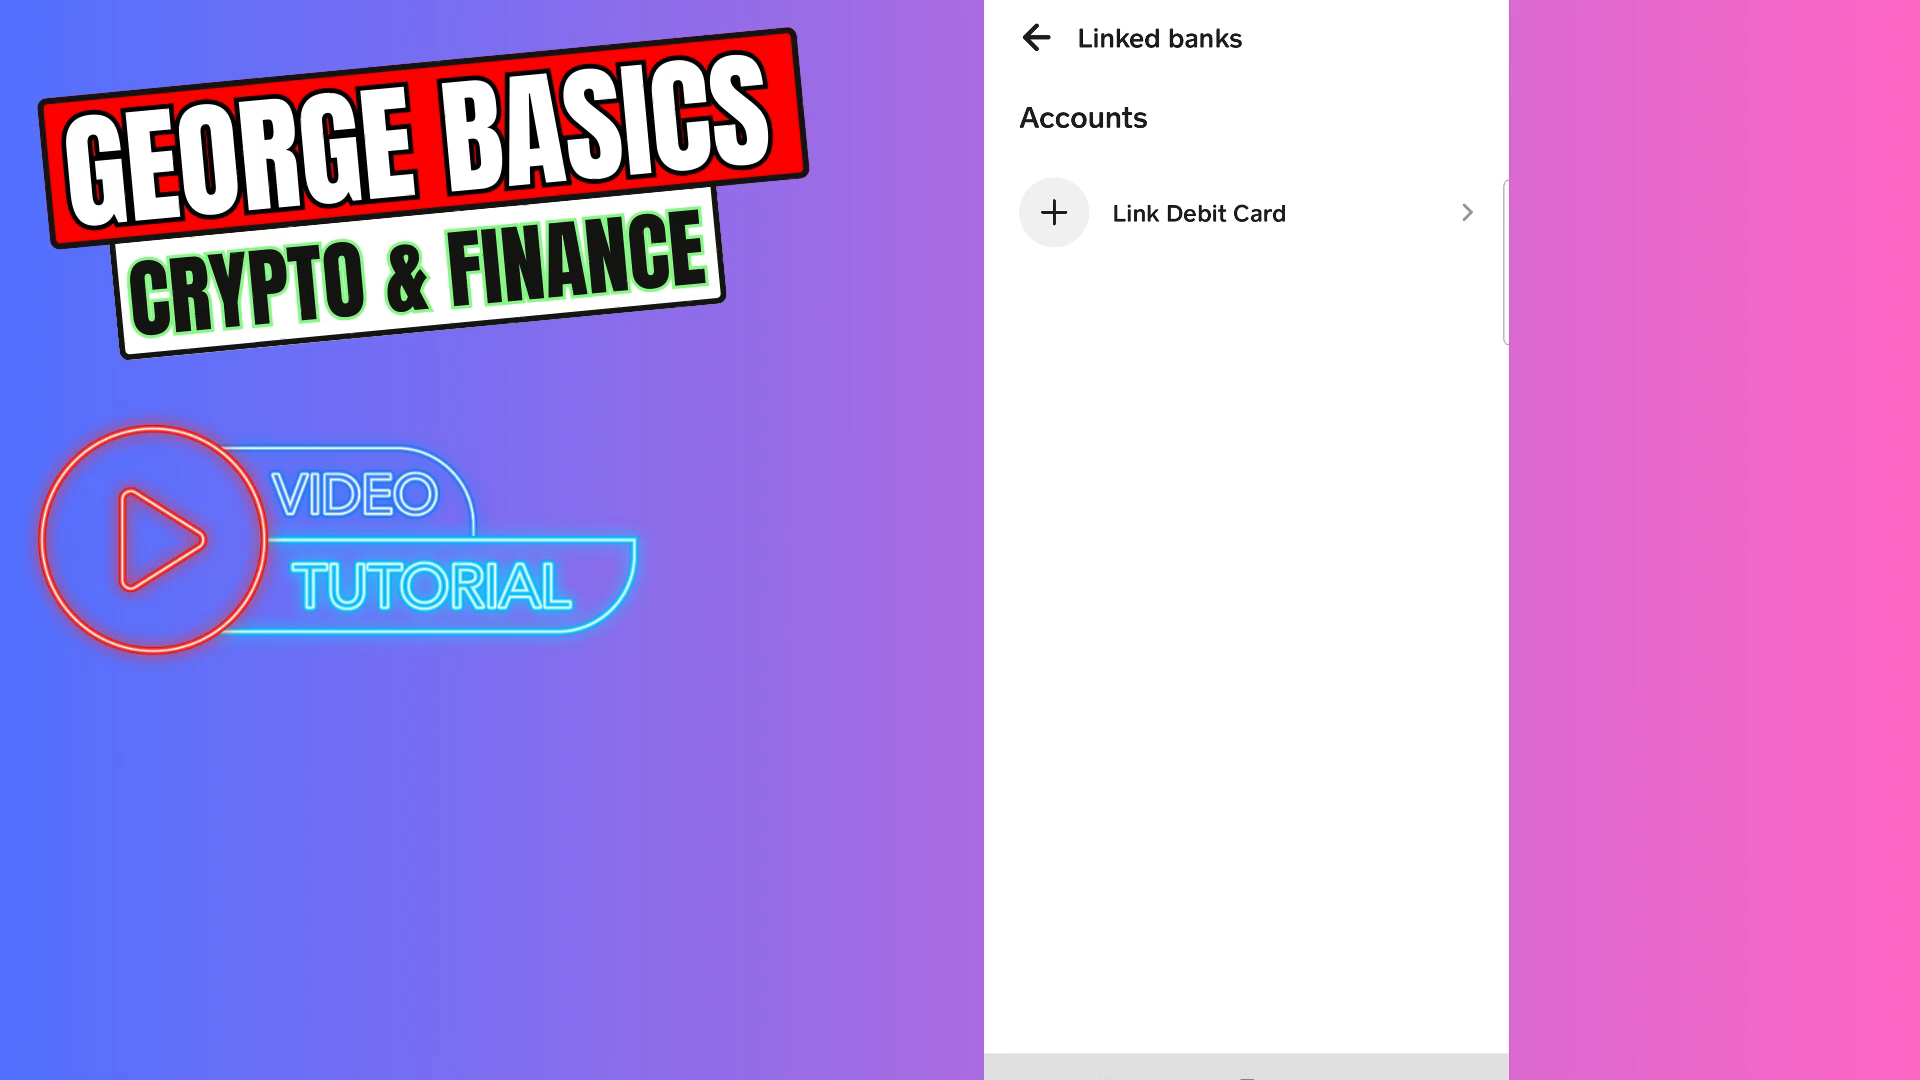 GEORGE BASICS
CRYPTO & FINANCE
VIDEO
TUTORIAL
Linked banks
Accounts
Link Debit Card